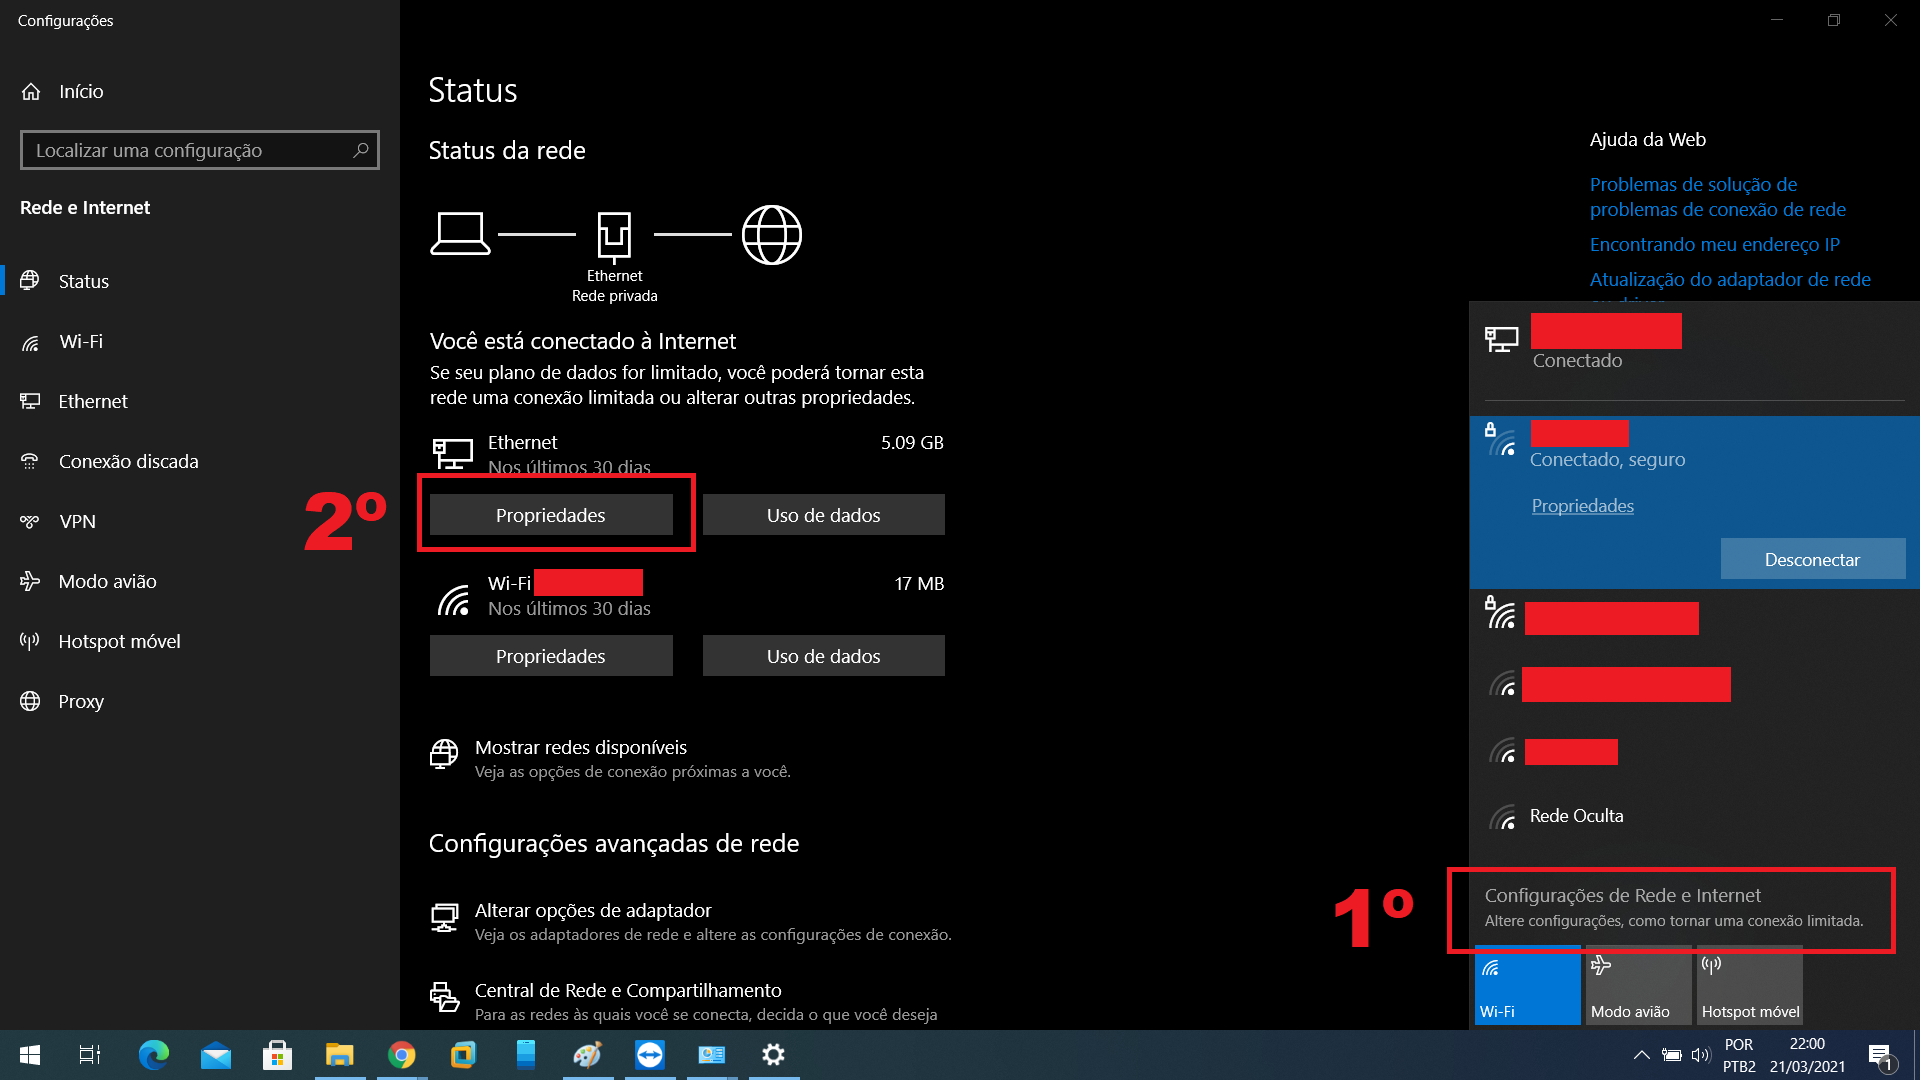 Configurações
Início
Localizar uma configuração
Rede e Internet
Status
Wi-Fi
Ethernet
Conexão discada
VPN
Modo avião
Hotspot móvel
Proxy
Status
Status da rede
Ethernet
Rede privada
Você está conectado à Internet
Se seu plano de dados for limitado, você poderá tornar esta
rede uma conexão limitada ou alterar outras propriedades.
Ethernet
5.09 GB
Nos últimos 30 dias
2º
Propriedades
Uso de dados
Wi-Fi
17 MB
Nos últimos 30 dias
Propriedades
Uso de dados
Mostrar redes disponíveis
Veja as opções de conexão próximas a você.
Configurações avançadas de rede
Alterar opções de adaptador
Veja os adaptadores de rede e altere as configurações de conexão.
Central de Rede e Compartilhamento
Para as redes às quais você se conecta, decida o que você deseja
Ajuda da Web
Problemas de solução de
problemas de conexão de rede
Encontrando meu endereço IP
Atualização do adaptador de rede
Conectado
Conectado, seguro
Propriedades
Desconectar
Rede Oculta
1º
Configurações de Rede e Internet
Altere configurações, como tornar uma conexão limitada.
Wi-Fi
Modo avião
Hotspot móvel
POR
PTB2
22:00
21/03/2021
1